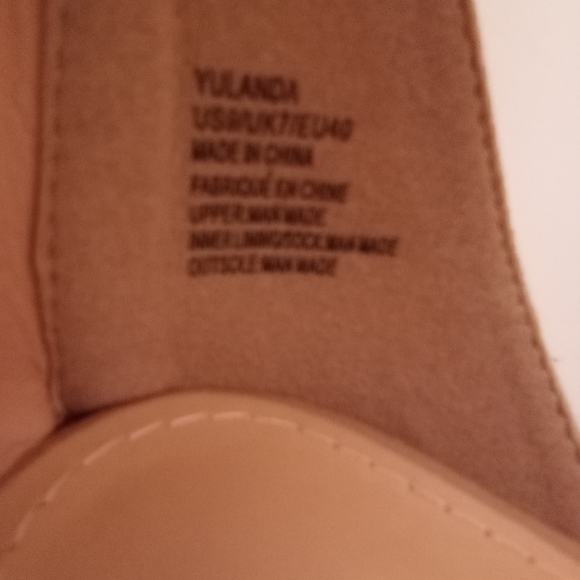 YULANDA
US9/UK7/EU40
MADE IN CHINA
FABRIQUÉ EN CHINE
UPPER:MAN MADE
INNER LINING/SOCK:MAN MADE
OUTSOLE:MAN MADE